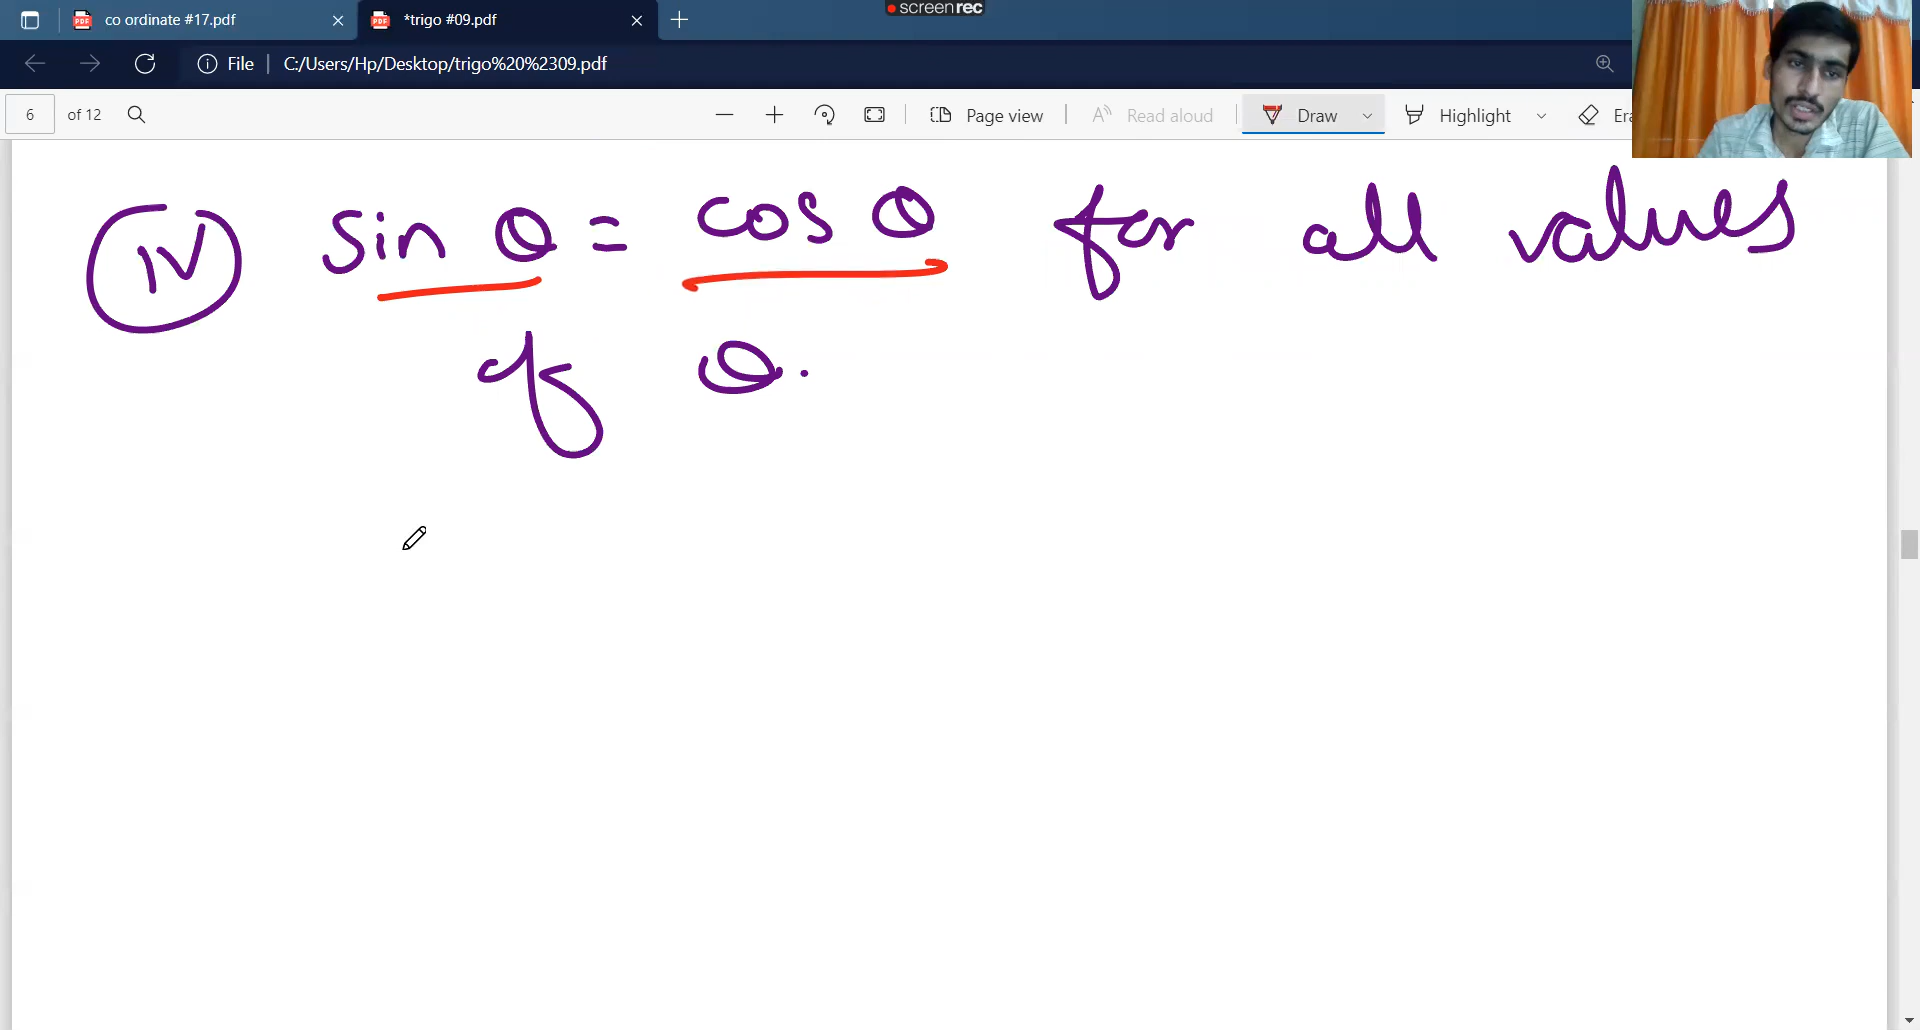 co ordinate #17.pdf
*trigo #09.pdf
screenrec
File
C:/Users/Hp/Desktop/trigo%20%2309.pdf
6 of 12
Page view
Read aloud
Draw
Highlight
Era
(IV) sin θ = cos θ for all values
of θ.